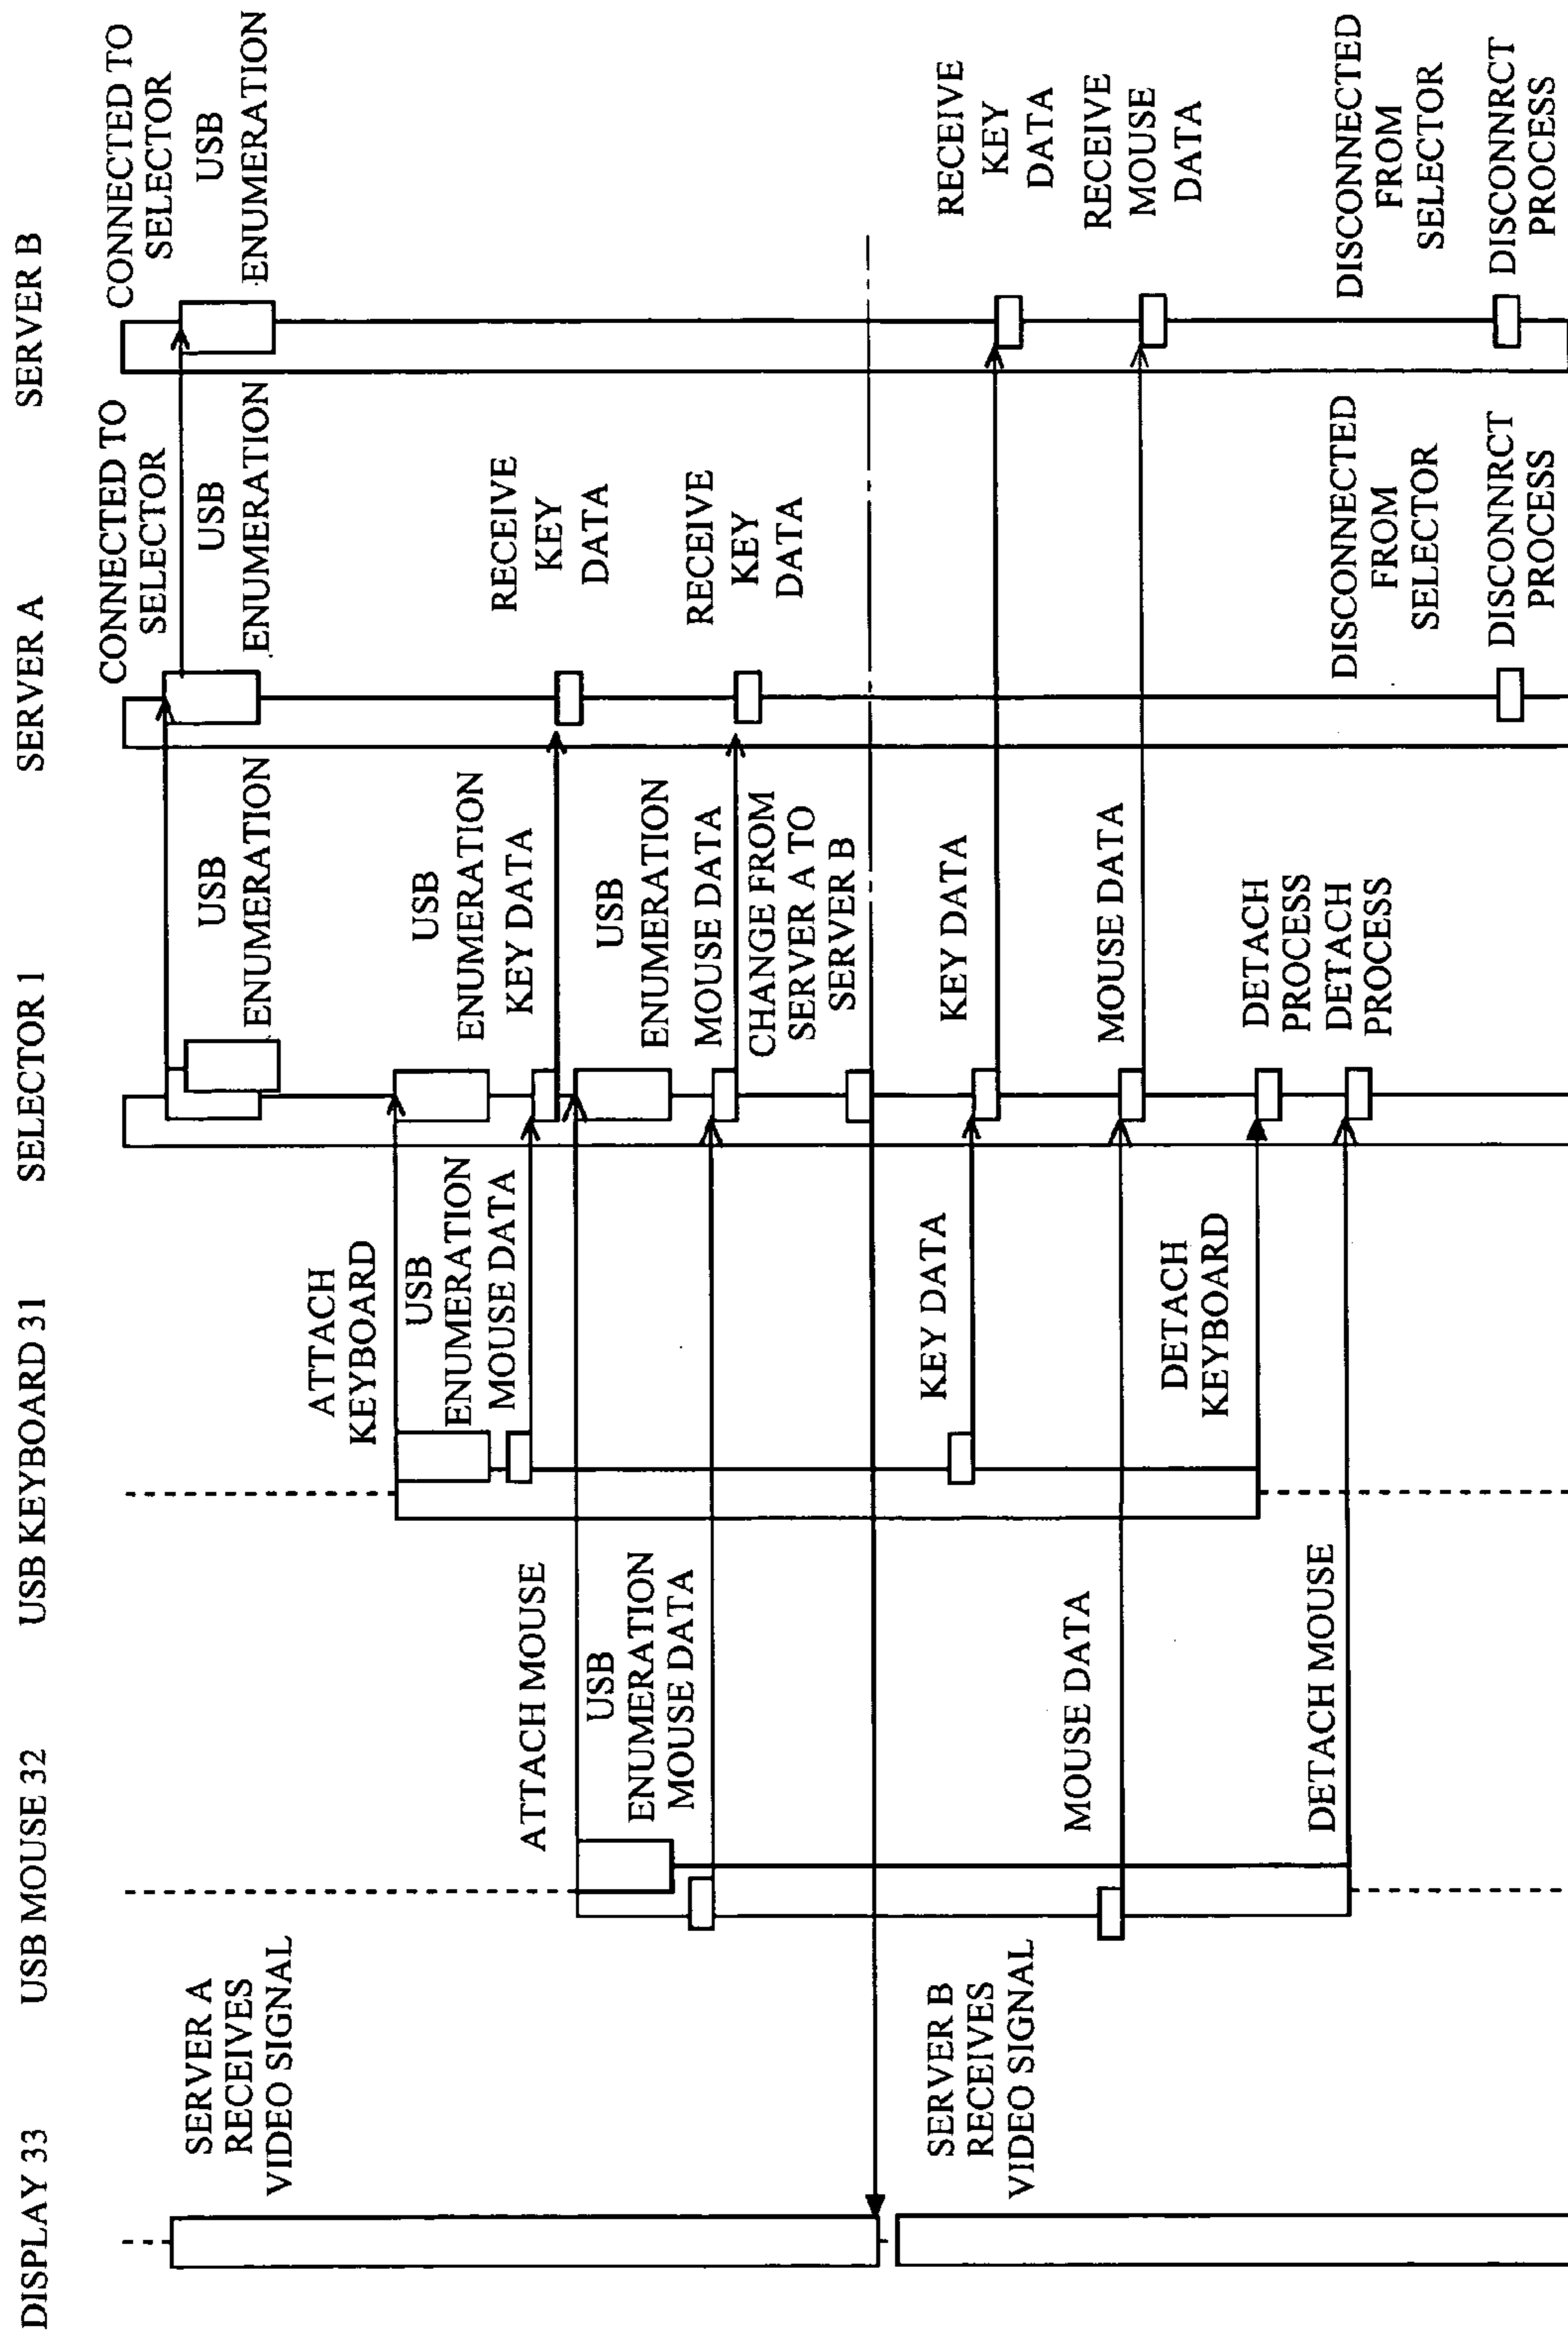 DISPLAY 33
USB MOUSE 32
USB KEYBOARD 31
SELECTOR 1
SERVER A
SERVER B
SERVER A
RECEIVES
VIDEO SIGNAL
SERVER B
RECEIVES
VIDEO SIGNAL
ATTACH MOUSE
USB
ENUMERATION
MOUSE DATA
MOUSE DATA
DETACH MOUSE
ATTACH
KEYBOARD
USB
ENUMERATION
MOUSE DATA
KEY DATA
DETACH
KEYBOARD
USB
ENUMERATION
USB
ENUMERATION
KEY DATA
USB
ENUMERATION
MOUSE DATA
CHANGE FROM
SERVER A TO
SERVER B
KEY DATA
MOUSE DATA
DETACH
PROCESS
DETACH
PROCESS
CONNECTED TO
SELECTOR
USB
ENUMERATION
RECEIVE
KEY
DATA
RECEIVE
KEY
DATA
DISCONNECTED
FROM
SELECTOR
DISCONNRCT
PROCESS
CONNECTED TO
SELECTOR
USB
ENUMERATION
RECEIVE
KEY
DATA
RECEIVE
MOUSE
DATA
DISCONNECTED
FROM
SELECTOR
DISCONNRCT
PROCESS